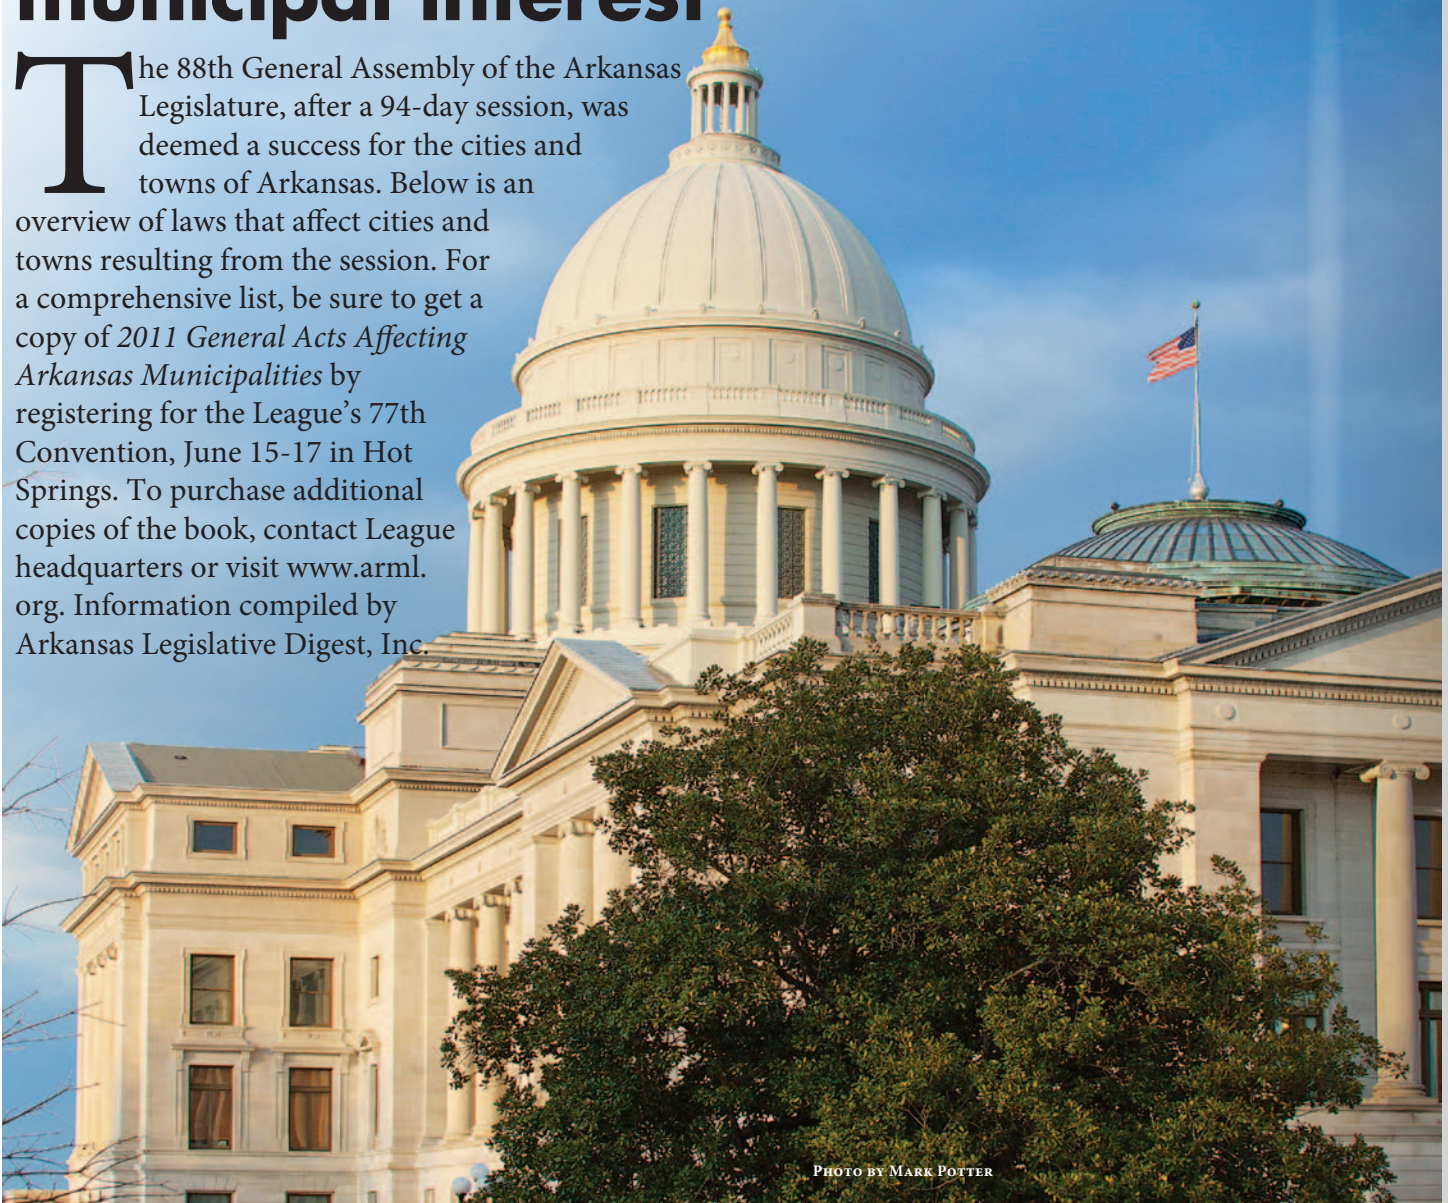 municipal interest
The 88th General Assembly of the Arkansas
Legislature, after a 94-day session, was
deemed a success for the cities and
towns of Arkansas. Below is an
overview of laws that affect cities and
towns resulting from the session. For
a comprehensive list, be sure to get a
copy of 2011 General Acts Affecting
Arkansas Municipalities by
registering for the League’s 77th
Convention, June 15-17 in Hot
Springs. To purchase additional
copies of the book, contact League
headquarters or visit www.arml.
org. Information compiled by
Arkansas Legislative Digest, Inc.
Photo by Mark Potter